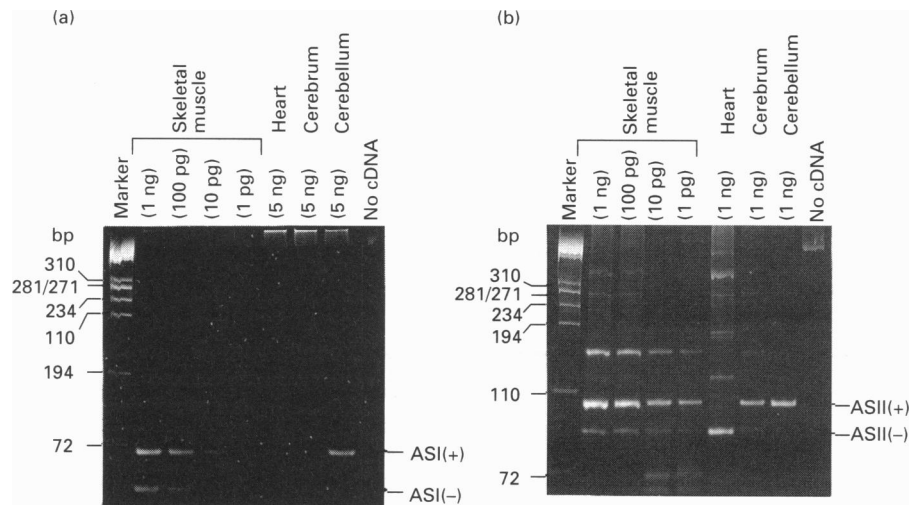 (a)
Marker
Skeletal
muscle
(1 ng)
(100 pg)
(10 pg)
(1 pg)
Heart
(5 ng)
Cerebrum
(5 ng)
Cerebellum
(5 ng)
No cDNA
bp
310
281/271
234
110
194
72
ASI(+)
ASI(–)
(b)
Marker
Skeletal
muscle
(1 ng)
(100 pg)
(10 pg)
(1 pg)
Heart
(1 ng)
Cerebrum
(1 ng)
Cerebellum
(1 ng)
No cDNA
bp
310
281/271
234
194
110
72
ASII(+)
ASII(–)